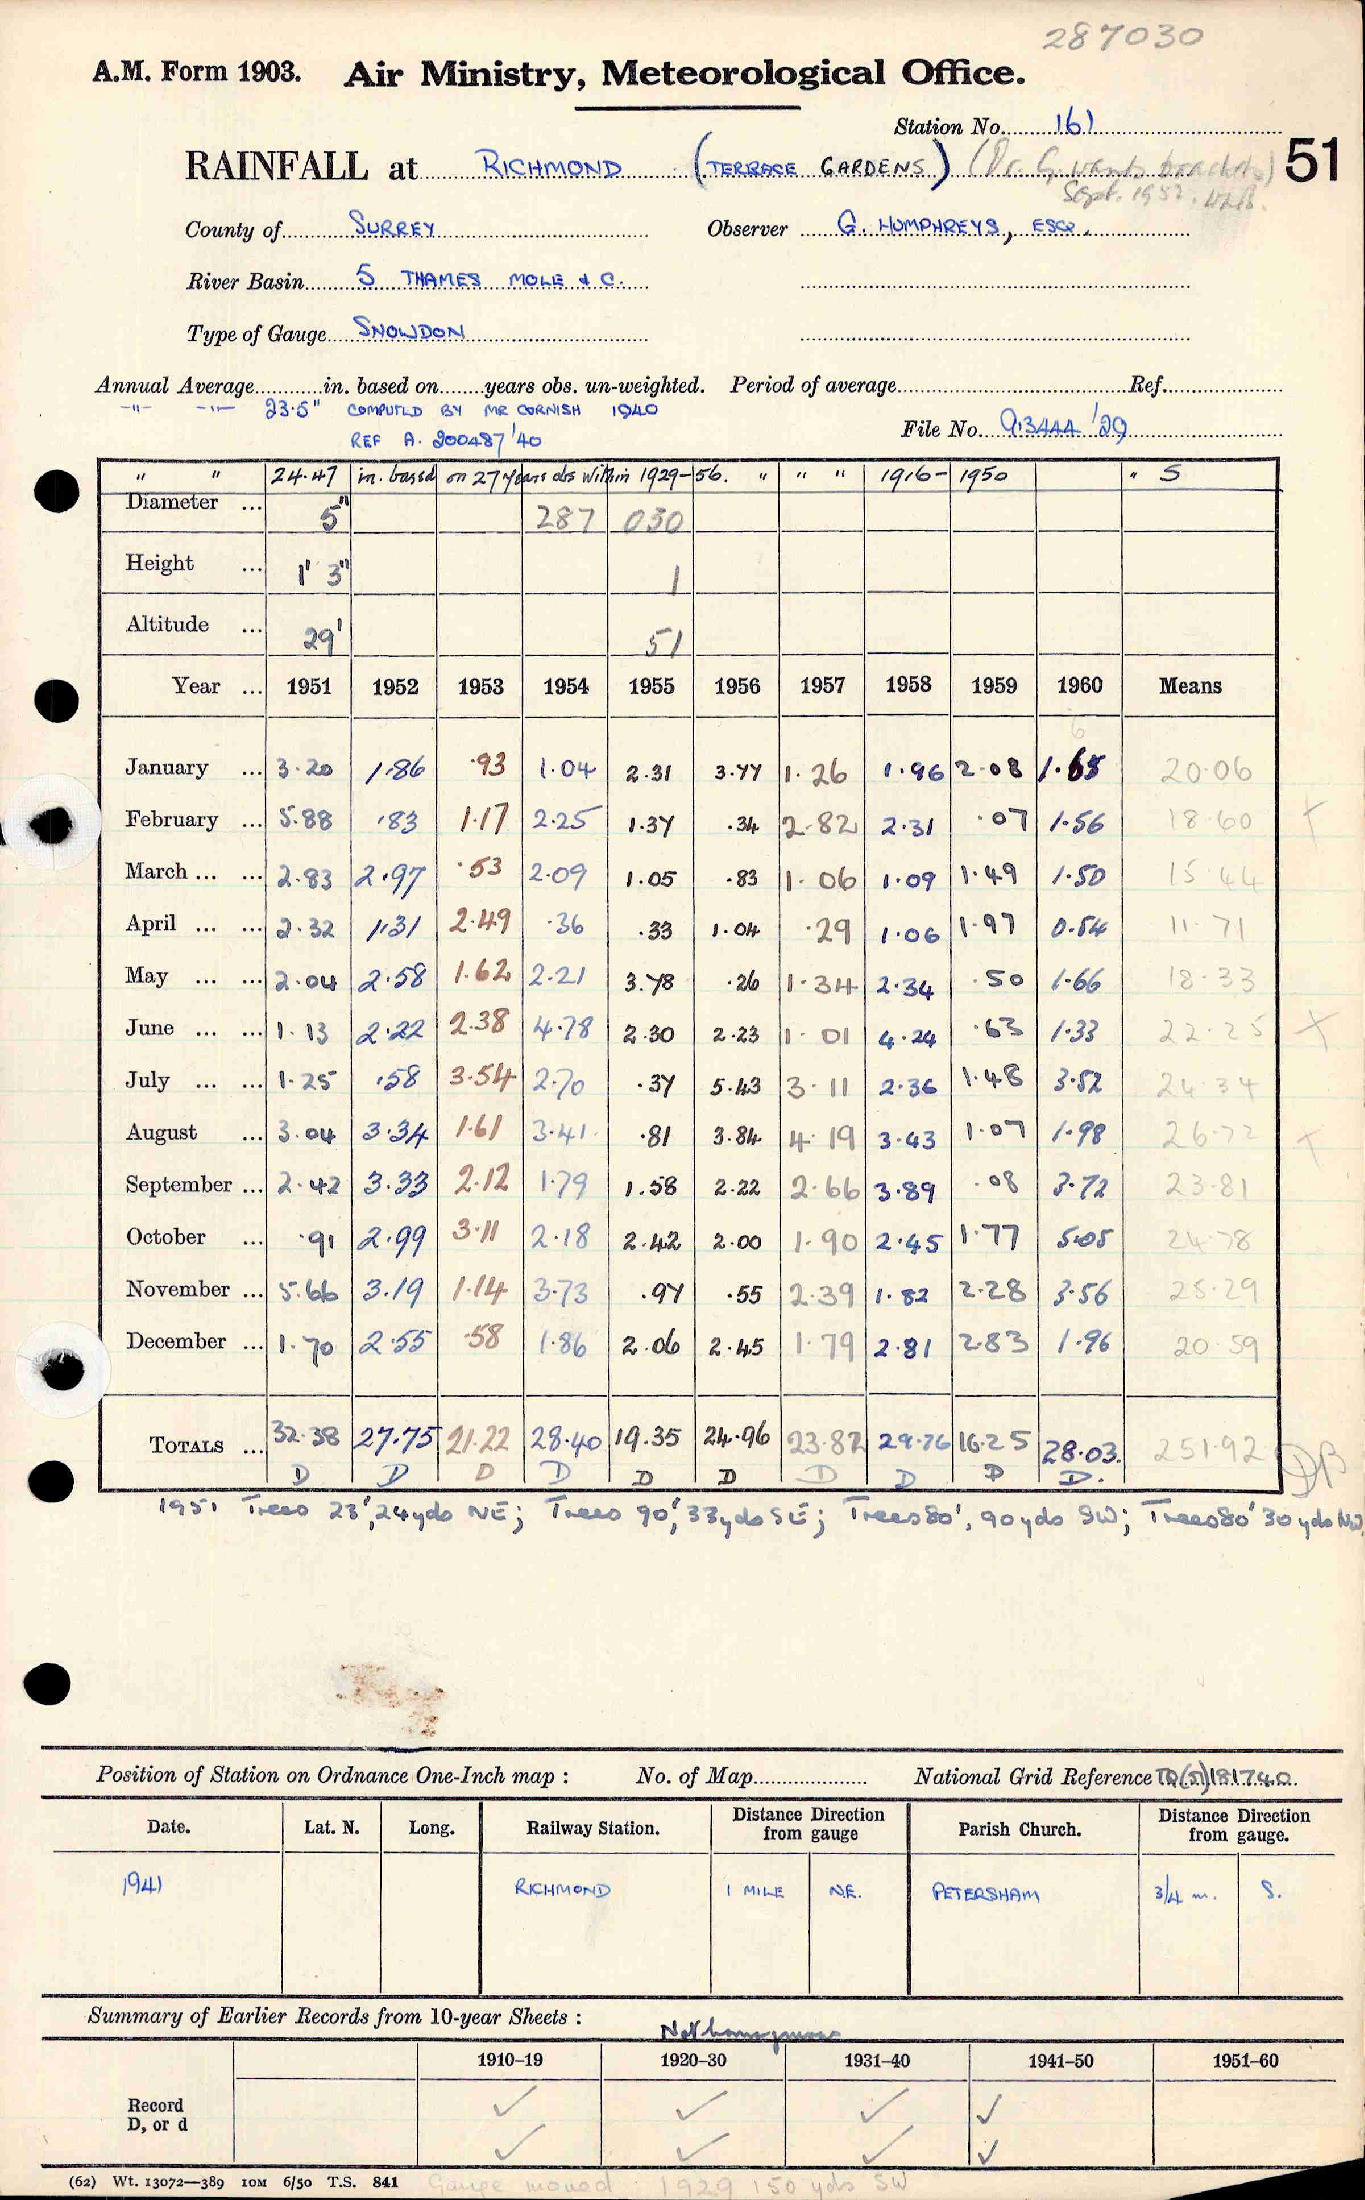 287030
A.M. Form 1903. Air Ministry, Meteorological Office.
Station No. 161
RAINFALL at RICHMOND (TERRACE GARDENS) (Dr. G. wants brackets) 51
Sept. 1952.
County of SURREY Observer G. HUMPHREYS, ESQ.
River Basin 5 THAMES MOLE & C.
Type of Gauge SNOWDON
Annual Average in. based on years obs. un-weighted. Period of average Ref.
-"- -"- 23.5" COMPUTED BY MR CORNISH 1940
REF A. 200487/40 File No. 913444/29
" " 24.47 in. based on 27 years obs within 1929-56. " " " 1916-1950 " S
Diameter ... 5" 287 030
Height ... 1' 3" 1
Altitude ... 29' 51
Year ... 1951 1952 1953 1954 1955 1956 1957 1958 1959 1960 Means
6
January ... 3.20 1.86 .93 1.04 2.31 3.77 1.26 1.96 2.08 1.65 20.06
February ... 5.88 .83 1.17 2.25 1.37 .34 2.82 2.31 .07 1.56 18.60
March ... ... 2.83 2.97 .53 2.09 1.05 .83 1.06 1.09 1.49 1.50 15.44
April ... ... 2.32 1.31 2.49 .36 .33 1.04 .29 1.06 1.97 0.54 11.71
May ... ... 2.04 2.58 1.62 2.21 3.78 .26 1.34 2.34 .50 1.66 18.33
June ... ... 1.13 2.22 2.38 4.78 2.30 2.23 1.01 4.24 .63 1.33 22.25
July ... ... 1.25 .58 3.54 2.70 .37 5.43 3.11 2.36 1.48 3.52 24.34
August ... 3.04 3.34 1.61 3.41 .81 3.84 4.19 3.43 1.07 1.98 26.72
September ... 2.42 3.33 2.12 1.79 1.58 2.22 2.66 3.89 .08 3.72 23.81
October ... .91 2.99 3.11 2.18 2.42 2.00 1.90 2.45 1.77 5.05 24.78
November ... 5.66 3.19 1.14 3.73 .97 .55 2.39 1.82 2.28 3.56 25.29
December ... 1.70 2.55 .58 1.86 2.06 2.45 1.79 2.81 2.83 1.96 20.59
TOTALS ... 32.38 27.75 21.22 28.40 19.35 24.96 23.82 29.76 16.25 28.03. 251.92
D D D D D D D D D D.
1951 Trees 23', 24yds NE; Trees 90', 33yds SE; Trees 80', 90yds SW; Trees 80' 30 yds NW
Position of Station on Ordnance One-Inch map : No. of Map National Grid Reference TQ(51)181740
Date. Lat. N. Long. Railway Station. Distance Direction from gauge Parish Church. Distance Direction from gauge.
1941 RICHMOND 1 MILE N.E. PETERSHAM 3/4 m. S.
Summary of Earlier Records from 10-year Sheets :
Not homogeneous
1910–19 1920–30 1931–40 1941–50 1951–60
Record ✓ ✓ ✓ ✓
D, or d ✓ ✓ ✓ ✓
(62) Wt. 13072—389 10M 6/50 T.S. 841 Gauge moved 1929 150 yds SW